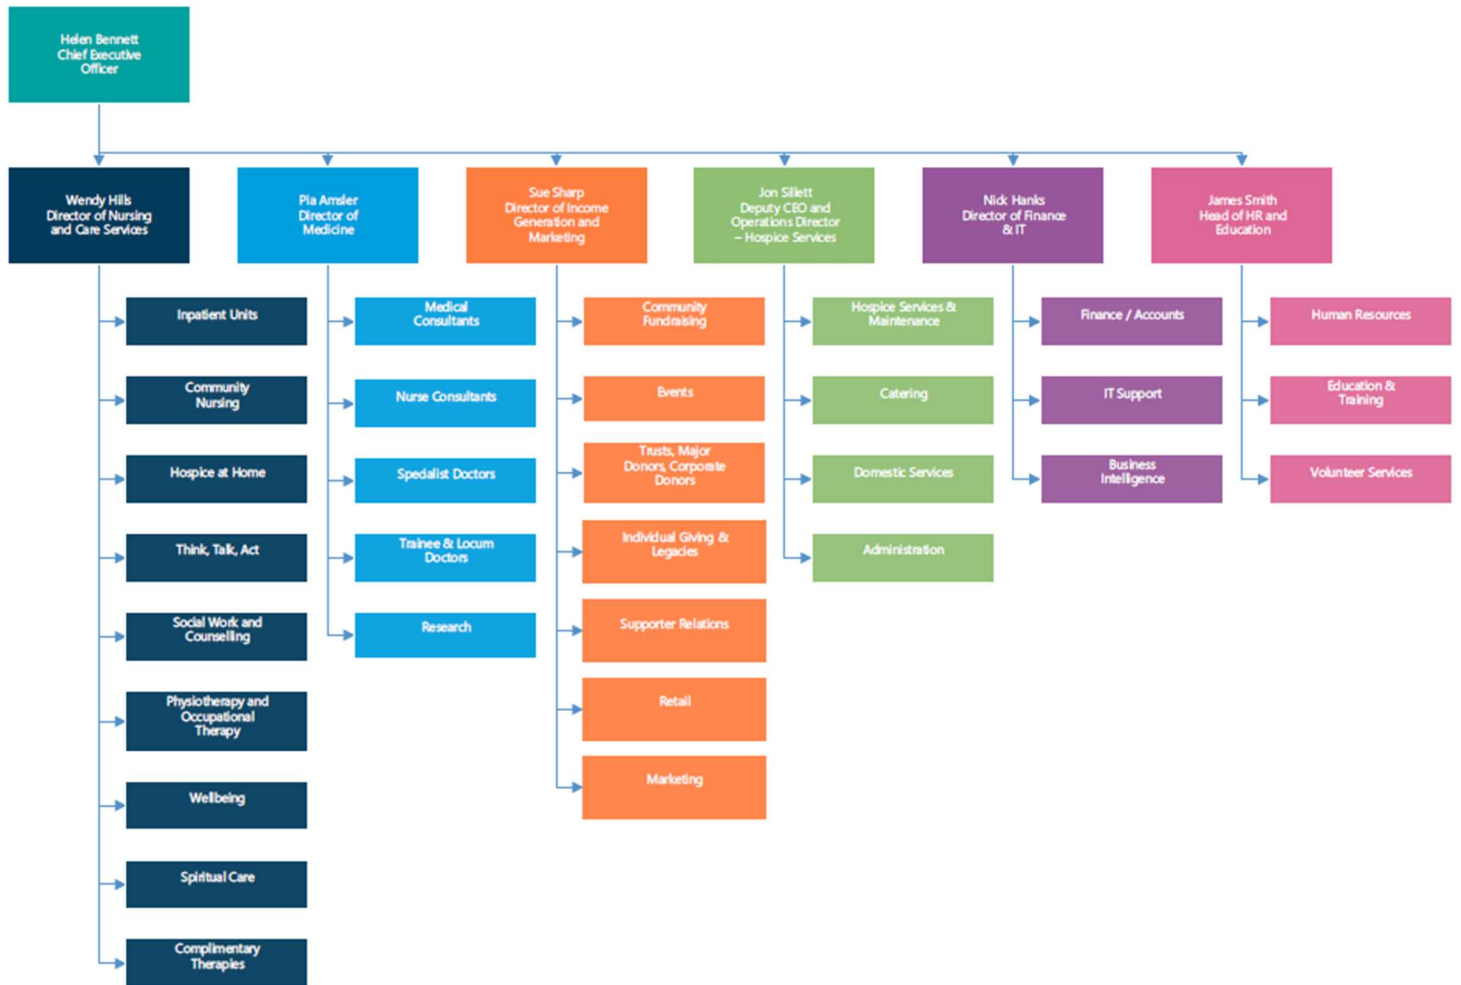 Helen Bennett
Chief Executive
Officer
Wendy Hills
Director of Nursing
and Care Services
Pia Amsler
Director of
Medicine
Sue Sharp
Director of Income
Generation and
Marketing
Jon Sillett
Deputy CEO and
Operations Director
– Hospice Services
Nick Hanks
Director of Finance
& IT
James Smith
Head of HR and
Education
Inpatient Units
Community
Nursing
Hospice at Home
Think, Talk, Act
Social Work and
Counselling
Physiotherapy and
Occupational
Therapy
Wellbeing
Spiritual Care
Complimentary
Therapies
Medical
Consultants
Nurse Consultants
Specialist Doctors
Trainee & Locum
Doctors
Research
Community
Fundraising
Events
Trusts, Major
Donors, Corporate
Donors
Individual Giving &
Legacies
Supporter Relations
Retail
Marketing
Hospice Services &
Maintenance
Catering
Domestic Services
Administration
Finance / Accounts
IT Support
Business
Intelligence
Human Resources
Education &
Training
Volunteer Services